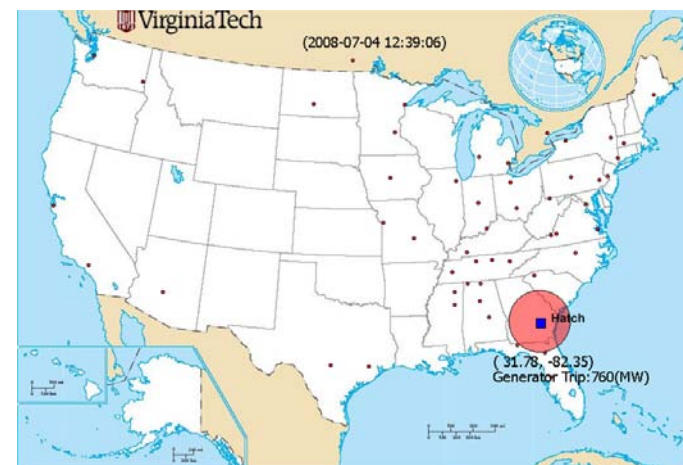 VirginiaTech
(2008-07-04 12:39:06)
Hatch
( 31.78, -82.35)
Generator Trip:760(MW)